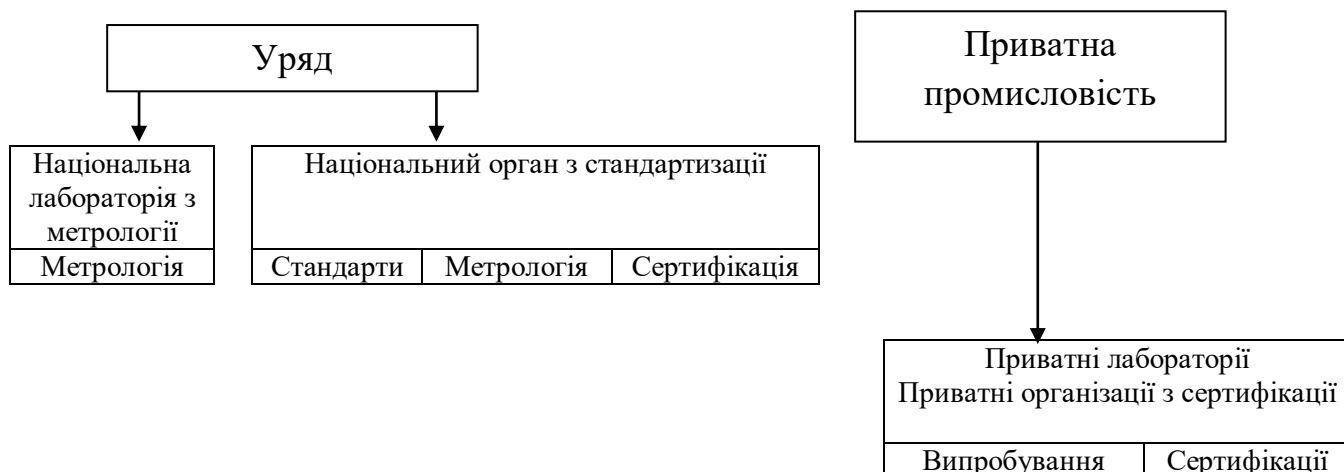 Уряд
Приватна
промисловість
Національна
лабораторія з
метрології
Метрологія
Національний орган з стандартизації
Стандарти Метрологія Сертифікація
Приватні лабораторії
Приватні організації з сертифікації
Випробування Сертифікації